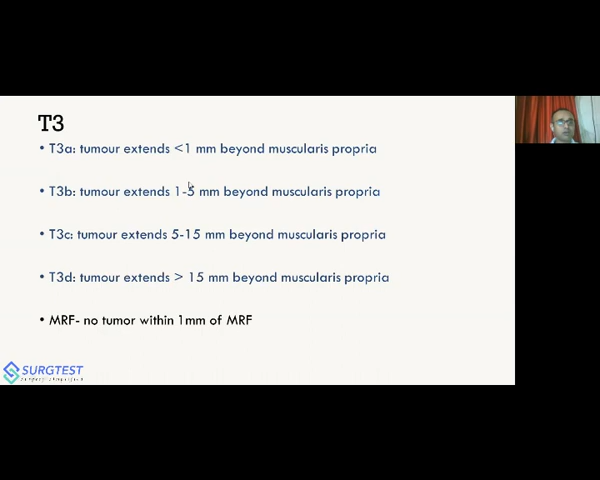 T3
• T3a: tumour extends <1 mm beyond muscularis propria
• T3b: tumour extends 1-5 mm beyond muscularis propria
• T3c: tumour extends 5-15 mm beyond muscularis propria
• T3d: tumour extends > 15 mm beyond muscularis propria
• MRF- no tumor within 1mm of MRF
SURGTEST